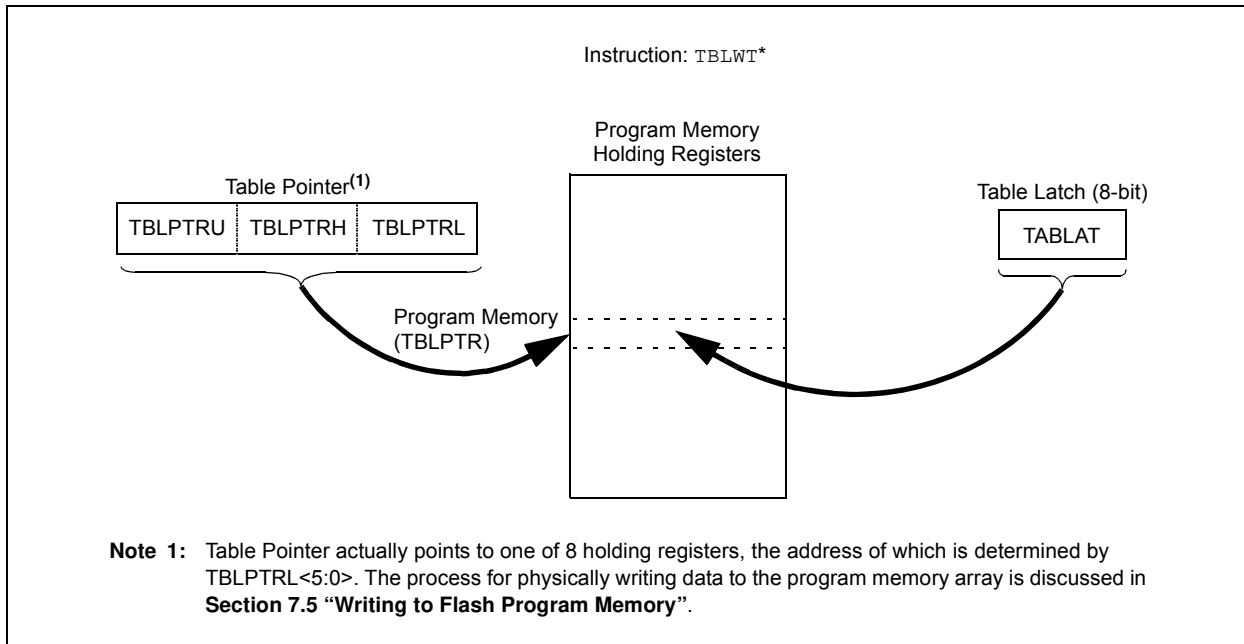 Instruction: TBLWT*
Program Memory
Holding Registers
Table Pointer(1)
Table Latch (8-bit)
TBLPTRU TBLPTRH TBLPTRL
TABLAT
Program Memory
(TBLPTR)
Note 1: Table Pointer actually points to one of 8 holding registers, the address of which is determined by
TBLPTRL<5:0>. The process for physically writing data to the program memory array is discussed in
Section 7.5 “Writing to Flash Program Memory”.